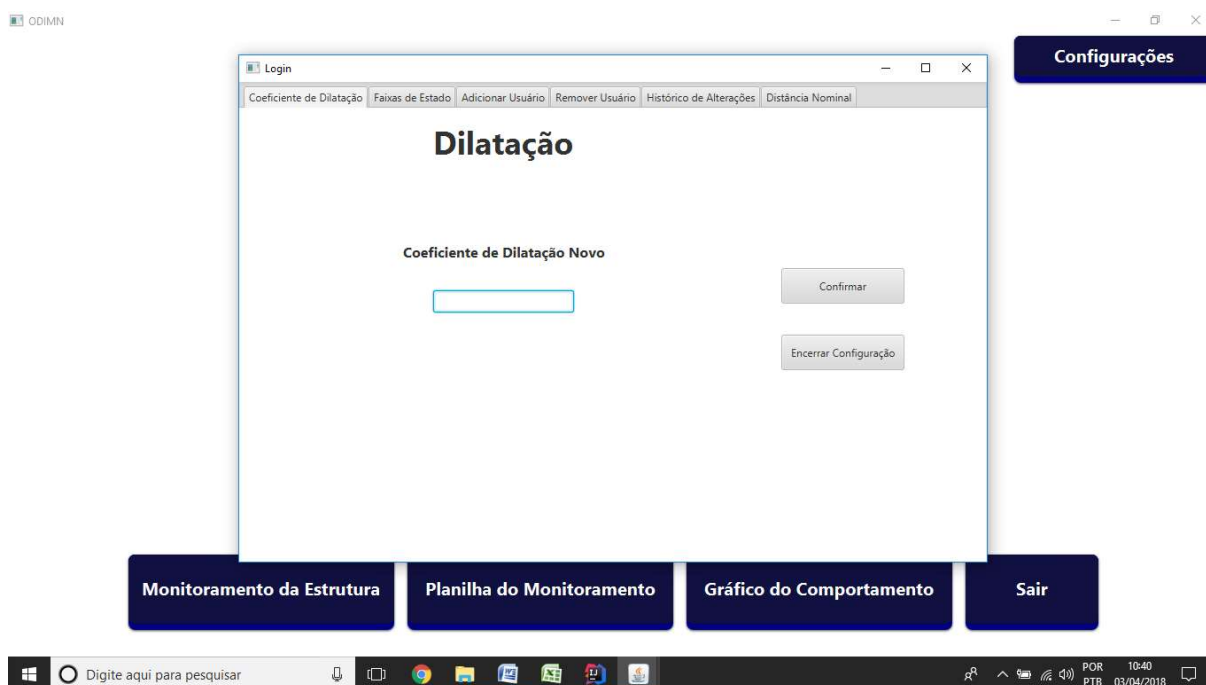 ODIMN
Configurações
Login
Coeficiente de Dilatação Faixas de Estado Adicionar Usuário Remover Usuário Histórico de Alterações Distância Nominal
Dilatação
Coeficiente de Dilatação Novo
Confirmar
Encerrar Configuração
Monitoramento da Estrutura Planilha do Monitoramento Gráfico do Comportamento Sair
Digite aqui para pesquisar
POR 10:40
PTB 03/04/2018